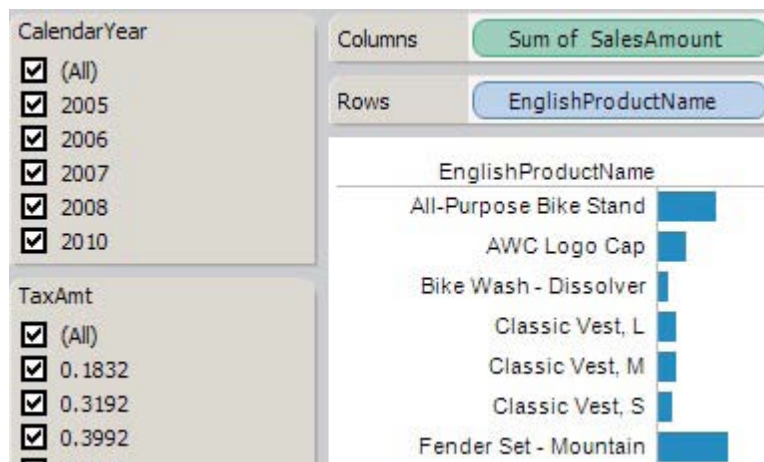 CalendarYear
(All)
2005
2006
2007
2008
2010
TaxAmt
(All)
0.1832
0.3192
0.3992
Columns
Sum of SalesAmount
Rows
EnglishProductName
EnglishProductName
All-Purpose Bike Stand
AWC Logo Cap
Bike Wash - Dissolver
Classic Vest, L
Classic Vest, M
Classic Vest, S
Fender Set - Mountain